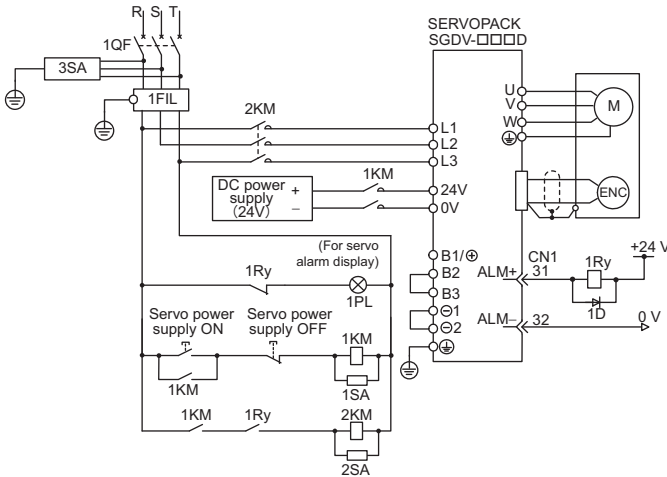 R S T
SERVOPACK
SGDV-□□□D
1QF
3SA
1FIL
2KM
U
V
W
M
L1
L2
L3
1KM
DC power
supply
(24V)
+
−
24V
0V
ENC
(For servo
alarm display)
B1/⊕
CN1
+24 V
1Ry
1PL
B2
B3
ALM+
31
1Ry
1D
Servo power
supply ON
Servo power
supply OFF
⊖1
⊖2
ALM−
32
0 V
1KM
1KM
1SA
1KM
1Ry
2KM
2SA